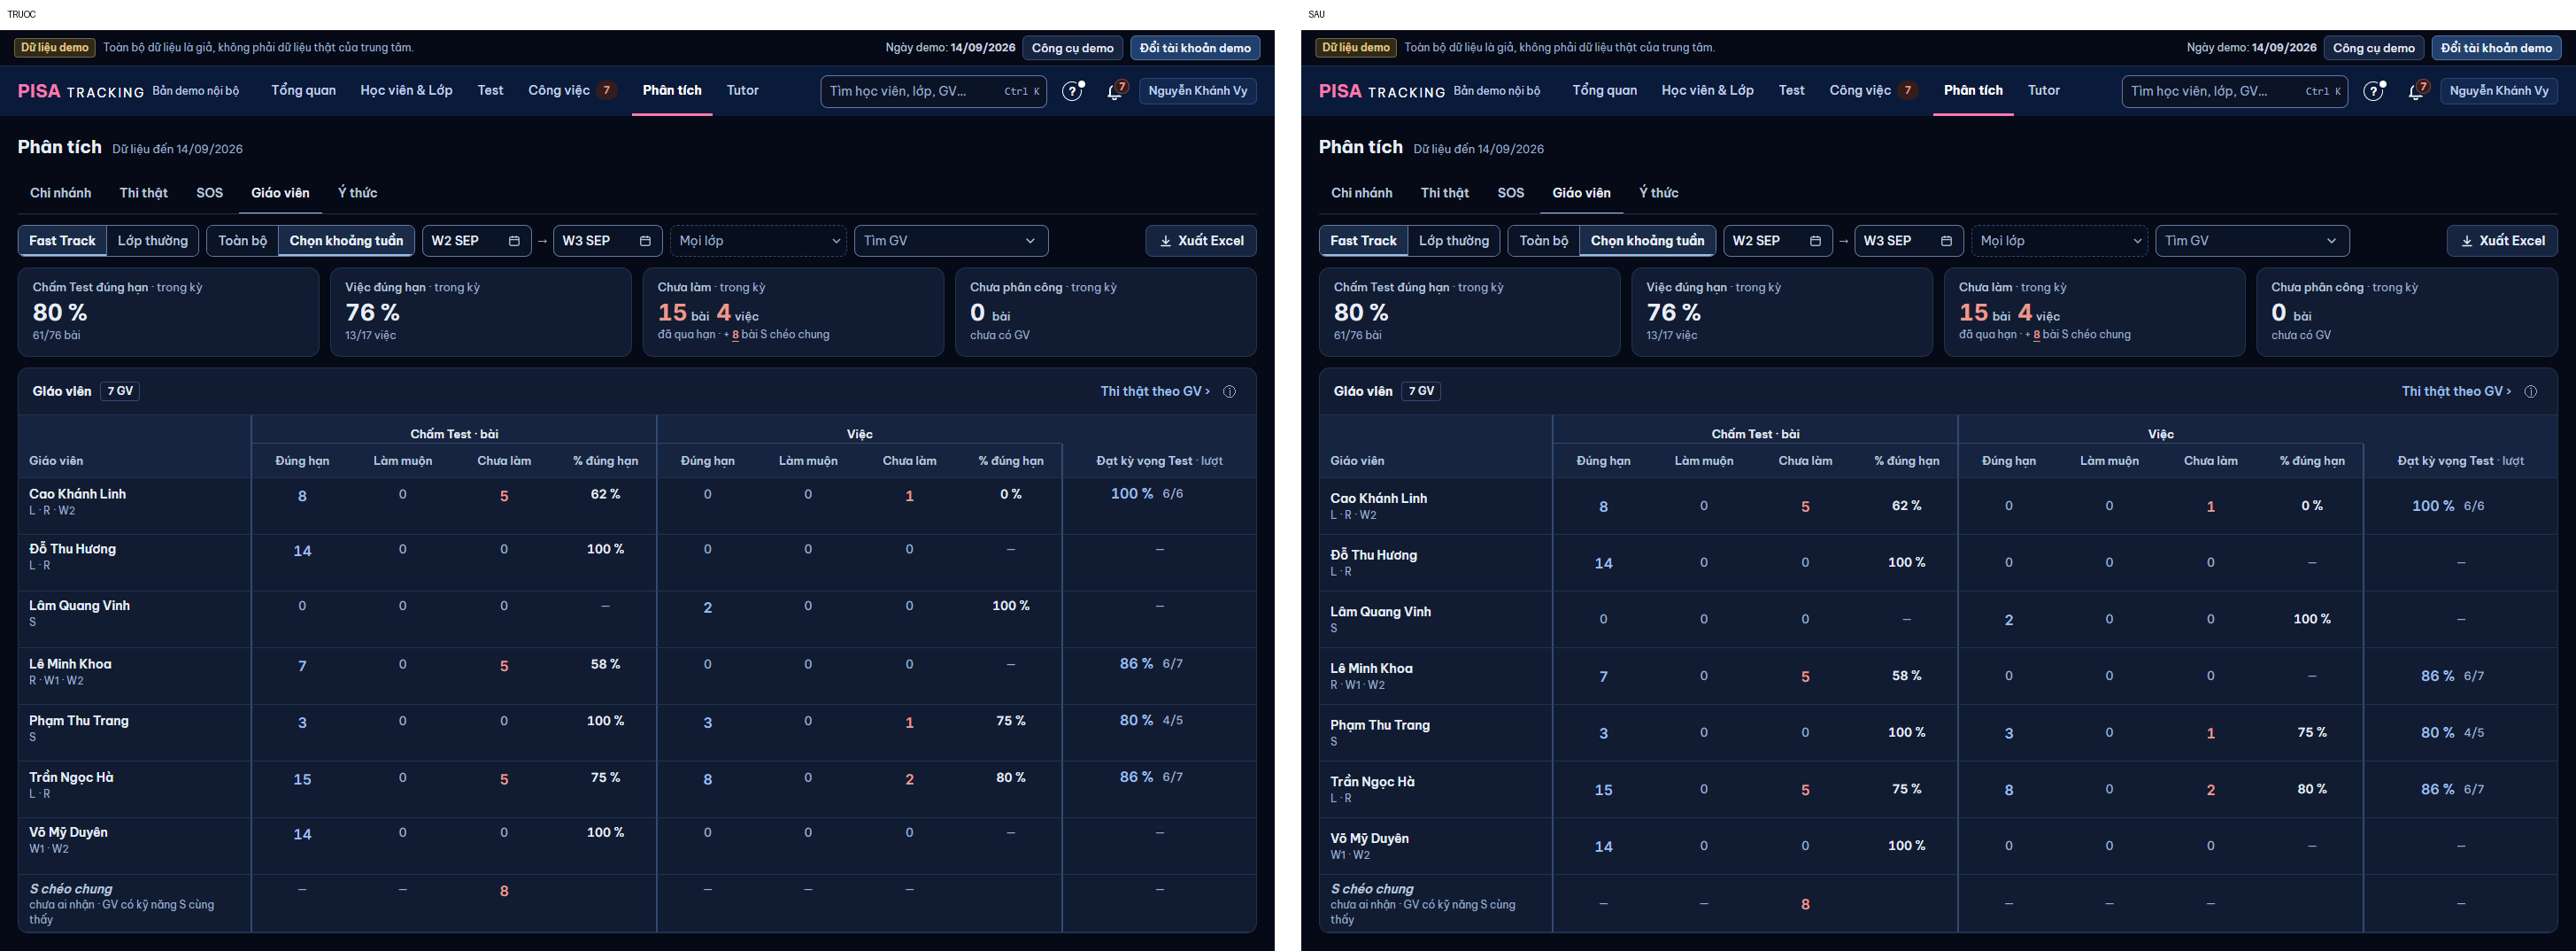 TRUOC
Dữ liệu demo Toàn bộ dữ liệu là giả, không phải dữ liệu thật của trung tâm. Ngày demo: 14/09/2026 Công cụ demo Đổi tài khoản demo
PISA TRACKING Bản demo nội bộ Tổng quan Học viên & Lớp Test Công việc 7 Phân tích Tutor Tìm học viên, lớp, GV... Ctrl K ? 7 Nguyễn Khánh Vy
Phân tích Dữ liệu đến 14/09/2026
Chi nhánh Thi thật SOS Giáo viên Ý thức
Fast Track Lớp thường Toàn bộ Chọn khoảng tuần W2 SEP → W3 SEP Mọi lớp Tìm GV Xuất Excel
Chấm Test đúng hạn · trong kỳ Việc đúng hạn · trong kỳ Chưa làm · trong kỳ Chưa phân công · trong kỳ
80 % 76 % 15 bài 4 việc 0 bài
61/76 bài 13/17 việc đã qua hạn · + 8 bài S chéo chung chưa có GV
Giáo viên 7 GV Thi thật theo GV › ⓘ
Chấm Test · bài Việc
Giáo viên Đúng hạn Làm muộn Chưa làm % đúng hạn Đúng hạn Làm muộn Chưa làm % đúng hạn Đạt kỳ vọng Test · lượt
Cao Khánh Linh 8 0 5 62 % 0 0 1 0 % 100 % 6/6
L · R · W2
Đỗ Thu Hương 14 0 0 100 % 0 0 0 – –
L · R
Lâm Quang Vinh 0 0 0 – 2 0 0 100 % –
S
Lê Minh Khoa 7 0 5 58 % 0 0 0 – 86 % 6/7
R · W1 · W2
Phạm Thu Trang 3 0 0 100 % 3 0 1 75 % 80 % 4/5
S
Trần Ngọc Hà 15 0 5 75 % 8 0 2 80 % 86 % 6/7
L · R
Võ Mỹ Duyên 14 0 0 100 % 0 0 0 – –
W1 · W2
S chéo chung – – 8 – – – –
chưa ai nhận · GV có kỹ năng S cùng
thấy
SAU
Dữ liệu demo Toàn bộ dữ liệu là giả, không phải dữ liệu thật của trung tâm. Ngày demo: 14/09/2026 Công cụ demo Đổi tài khoản demo
PISA TRACKING Bản demo nội bộ Tổng quan Học viên & Lớp Test Công việc 7 Phân tích Tutor Tìm học viên, lớp, GV... Ctrl K ? 7 Nguyễn Khánh Vy
Phân tích Dữ liệu đến 14/09/2026
Chi nhánh Thi thật SOS Giáo viên Ý thức
Fast Track Lớp thường Toàn bộ Chọn khoảng tuần W2 SEP → W3 SEP Mọi lớp Tìm GV Xuất Excel
Chấm Test đúng hạn · trong kỳ Việc đúng hạn · trong kỳ Chưa làm · trong kỳ Chưa phân công · trong kỳ
80 % 76 % 15 bài 4 việc 0 bài
61/76 bài 13/17 việc đã qua hạn · + 8 bài S chéo chung chưa có GV
Giáo viên 7 GV Thi thật theo GV › ⓘ
Chấm Test · bài Việc
Giáo viên Đúng hạn Làm muộn Chưa làm % đúng hạn Đúng hạn Làm muộn Chưa làm % đúng hạn Đạt kỳ vọng Test · lượt
Cao Khánh Linh 8 0 5 62 % 0 0 1 0 % 100 % 6/6
L · R · W2
Đỗ Thu Hương 14 0 0 100 % 0 0 0 – –
L · R
Lâm Quang Vinh 0 0 0 – 2 0 0 100 % –
S
Lê Minh Khoa 7 0 5 58 % 0 0 0 – 86 % 6/7
R · W1 · W2
Phạm Thu Trang 3 0 0 100 % 3 0 1 75 % 80 % 4/5
S
Trần Ngọc Hà 15 0 5 75 % 8 0 2 80 % 86 % 6/7
L · R
Võ Mỹ Duyên 14 0 0 100 % 0 0 0 – –
W1 · W2
S chéo chung – – 8 – – – –
chưa ai nhận · GV có kỹ năng S cùng
thấy